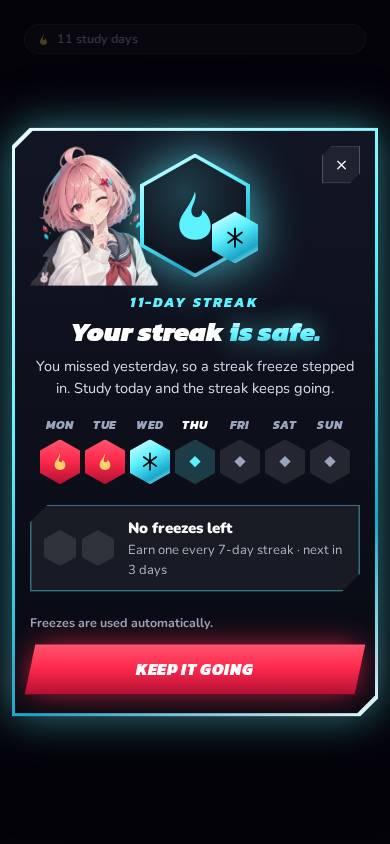 11 study days
11-DAY STREAK
Your streak is safe.
You missed yesterday, so a streak freeze stepped
in. Study today and the streak keeps going.
MON TUE WED THU FRI SAT SUN
No freezes left
Earn one every 7-day streak · next in
3 days
Freezes are used automatically.
KEEP IT GOING